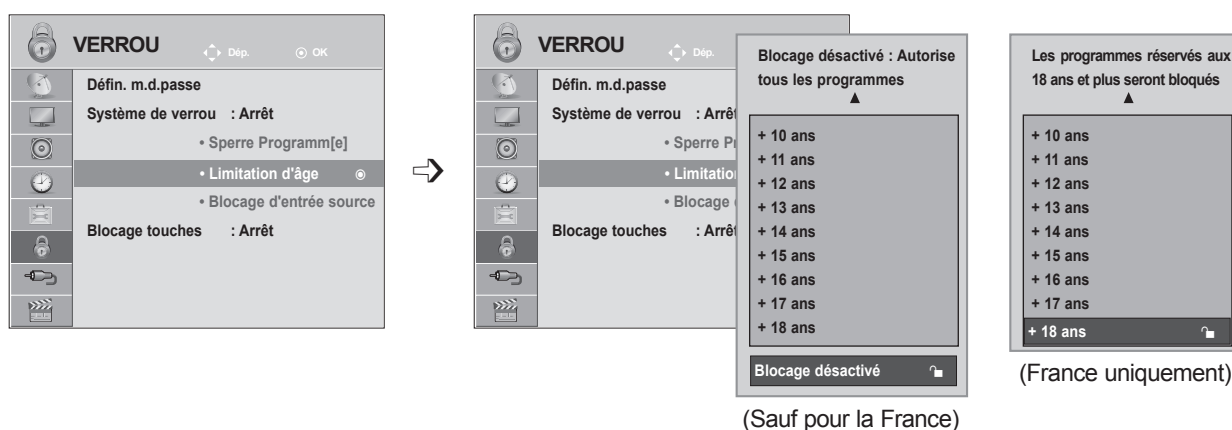 VERROU
Dép.
OK
Défin. m.d.passe
Système de verrou : Arrêt
• Sperre Programm[e]
• Limitation d'âge
• Blocage d'entrée source
Blocage touches : Arrêt
VERROU
Dép.
Défin. m.d.passe
Système de verrou : Arrêt
• Sperre Pr
• Limitation
• Blocage
Blocage touches : Arrêt
Blocage désactivé : Autorise
tous les programmes
+ 10 ans
+ 11 ans
+ 12 ans
+ 13 ans
+ 14 ans
+ 15 ans
+ 16 ans
+ 17 ans
+ 18 ans
Blocage désactivé
(Sauf pour la France)
Les programmes réservés aux
18 ans et plus seront bloqués
+ 10 ans
+ 11 ans
+ 12 ans
+ 13 ans
+ 14 ans
+ 15 ans
+ 16 ans
+ 17 ans
+ 18 ans
(France uniquement)